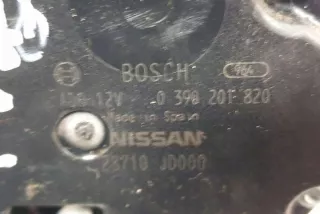 BOSCH
12V 0 390 201 820
Made in Spain
NISSAN
28710 JD000